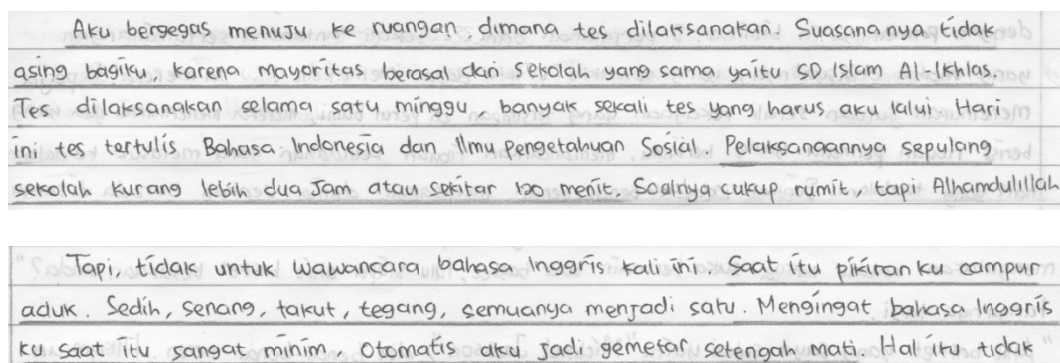 Aku bergegas menuju ke ruangan dimana tes dilaksanakan. Suasananya tidak
asing bagiku, karena mayoritas berasal dari sekolah yang sama yaitu SD Islam Al-Ikhlas.
Tes dilaksanakan selama satu minggu, banyak sekali tes yang harus aku lalui. Hari
ini tes tertulis Bahasa Indonesia dan Ilmu Pengetahuan Sosial. Pelaksanaannya sepulang
sekolah kurang lebih dua Jam atau sekitar 120 menit. Soalnya cukup rumit, tapi Alhamdulillah
Tapi, tidak untuk wawancara bahasa Inggris kali ini. Saat itu pikiran ku campur
aduk. Sedih, senang, takut, tegang, semuanya menjadi satu. Mengingat bahasa Inggris
ku saat itu sangat minim, otomatis aku jadi gemetar setengah mati. Hal itu tidak